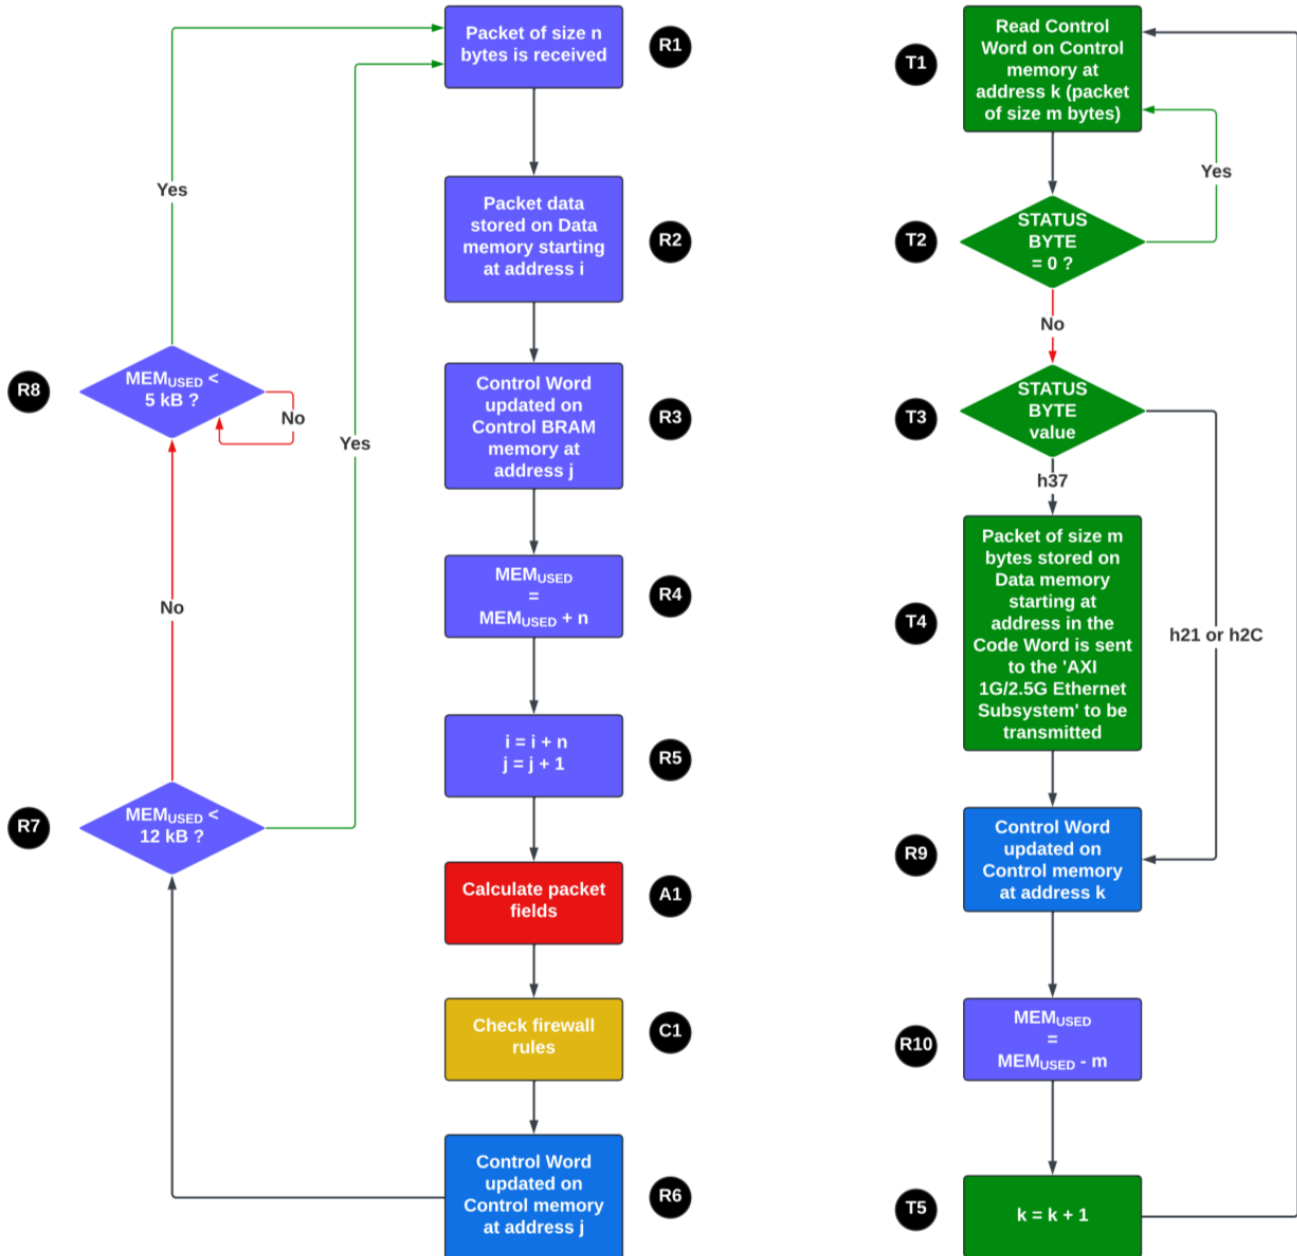 Packet of size n
bytes is received
R1
Packet data
stored on Data
memory starting
at address i
R2
Control Word
updated on
Control BRAM
memory at
address j
R3
MEMUSED
=
MEMUSED + n
R4
i = i + n
j = j + 1
R5
Calculate packet
fields
A1
Check firewall
rules
C1
Control Word
updated on
Control memory
at address j
R6
R7
MEMUSED <
12 kB ?
Yes
No
R8
MEMUSED <
5 kB ?
No
Yes
T1
Read Control
Word on Control
memory at
address k (packet
of size m bytes)
T2
STATUS
BYTE
= 0 ?
Yes
No
T3
STATUS
BYTE
value
h37
h21 or h2C
T4
Packet of size m
bytes stored on
Data memory
starting at
address in the
Code Word is sent
to the 'AXI
1G/2.5G Ethernet
Subsystem' to be
transmitted
R9
Control Word
updated on
Control memory
at address k
R10
MEMUSED
=
MEMUSED - m
T5
k = k + 1